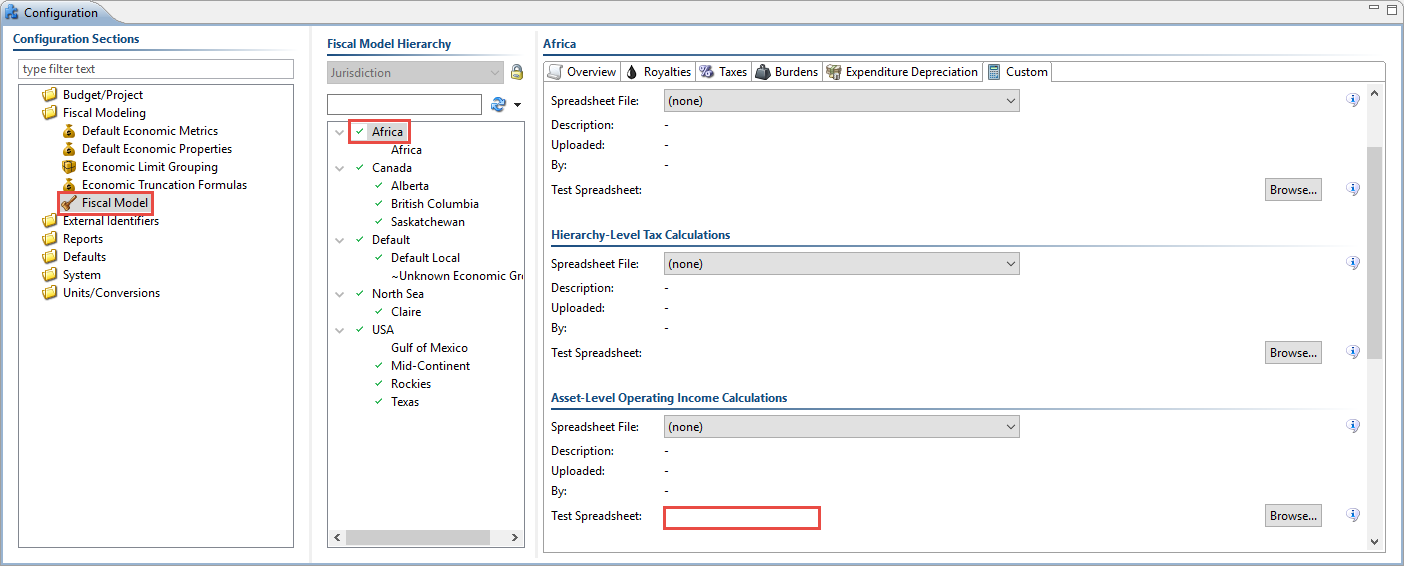 Configuration
Configuration Sections
type filter text
Budget/Project
Fiscal Modeling
Default Economic Metrics
Default Economic Properties
Economic Limit Grouping
Economic Truncation Formulas
Fiscal Model
External Identifiers
Reports
Defaults
System
Units/Conversions
Fiscal Model Hierarchy
Jurisdiction
Africa
Africa
Canada
Alberta
British Columbia
Saskatchewan
Default
Default Local
~Unknown Economic Gr
North Sea
Claire
USA
Gulf of Mexico
Mid-Continent
Rockies
Texas
Africa
Overview Royalties Taxes Burdens Expenditure Depreciation Custom
Spreadsheet File: (none)
Description: -
Uploaded: -
By: -
Test Spreadsheet: Browse...
Hierarchy-Level Tax Calculations
Spreadsheet File: (none)
Description: -
Uploaded: -
By: -
Test Spreadsheet: Browse...
Asset-Level Operating Income Calculations
Spreadsheet File: (none)
Description: -
Uploaded: -
By: -
Test Spreadsheet: Browse...